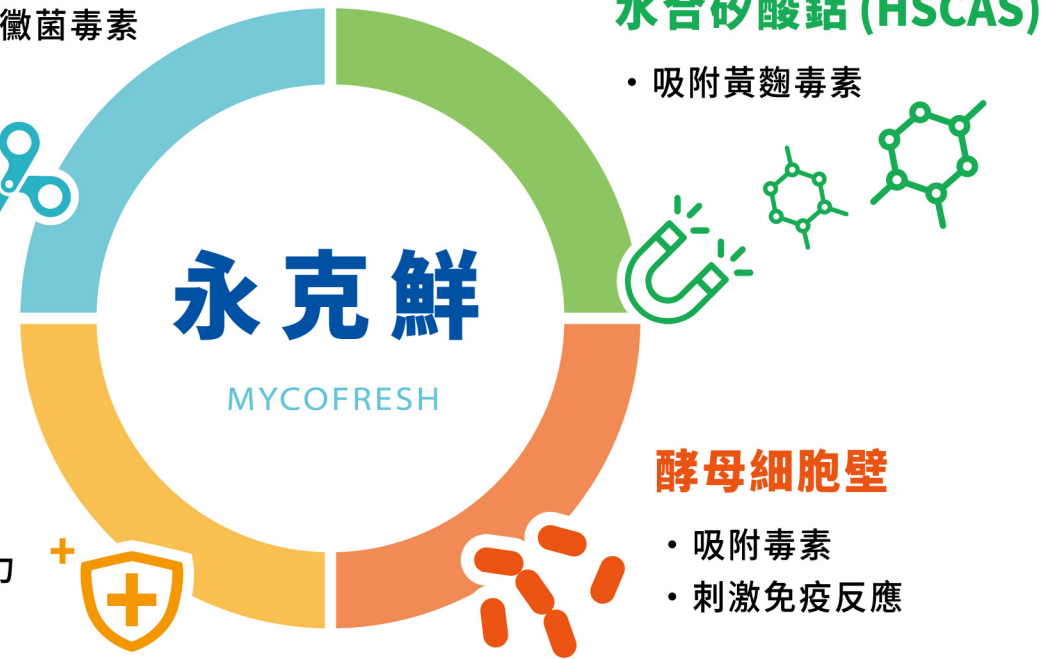 黴菌毒素
水合矽酸鋁 (HSCAS)
・吸附黃麴毒素
永克鮮
MYCOFRESH
酵母細胞壁
・吸附毒素
・刺激免疫反應